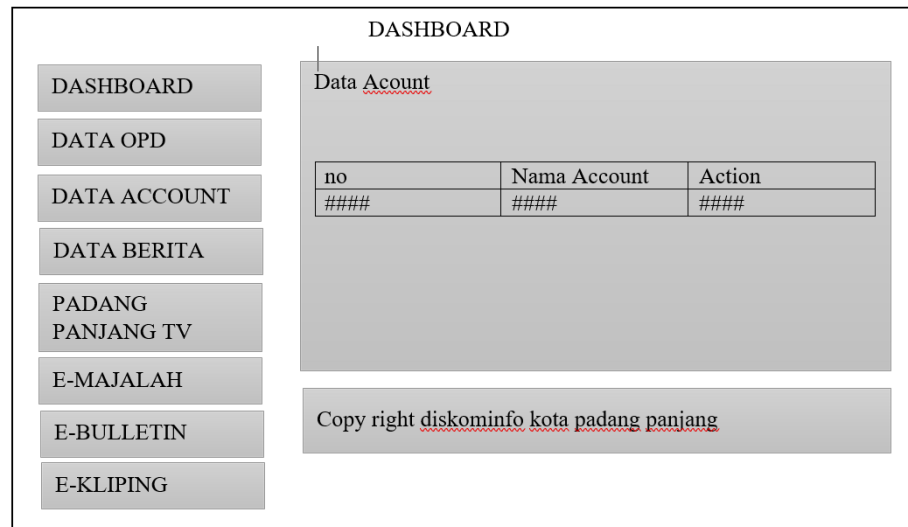 DASHBOARD
DASHBOARD
DATA OPD
DATA ACCOUNT
DATA BERITA
PADANG
PANJANG TV
E-MAJALAH
E-BULLETIN
E-KLIPING
Data Acount
no Nama Account Action
#### #### ####
Copy right diskominfo kota padang panjang